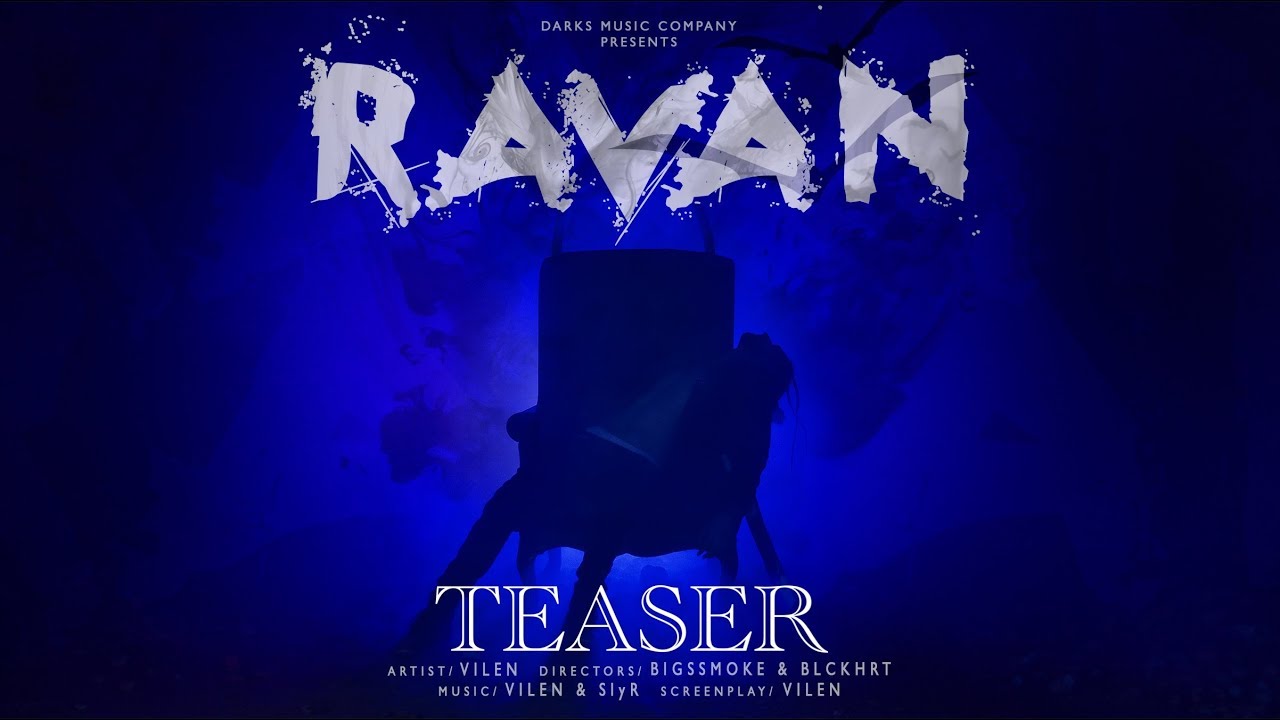 DARKS MUSIC COMPANY
PRESENTS
RAVAN
TEASER
ARTIST/ VILEN DIRECTORS/ BIGSSMOKE & BLCKHRT
MUSIC/ VILEN & SlyR SCREENPLAY/ VILEN